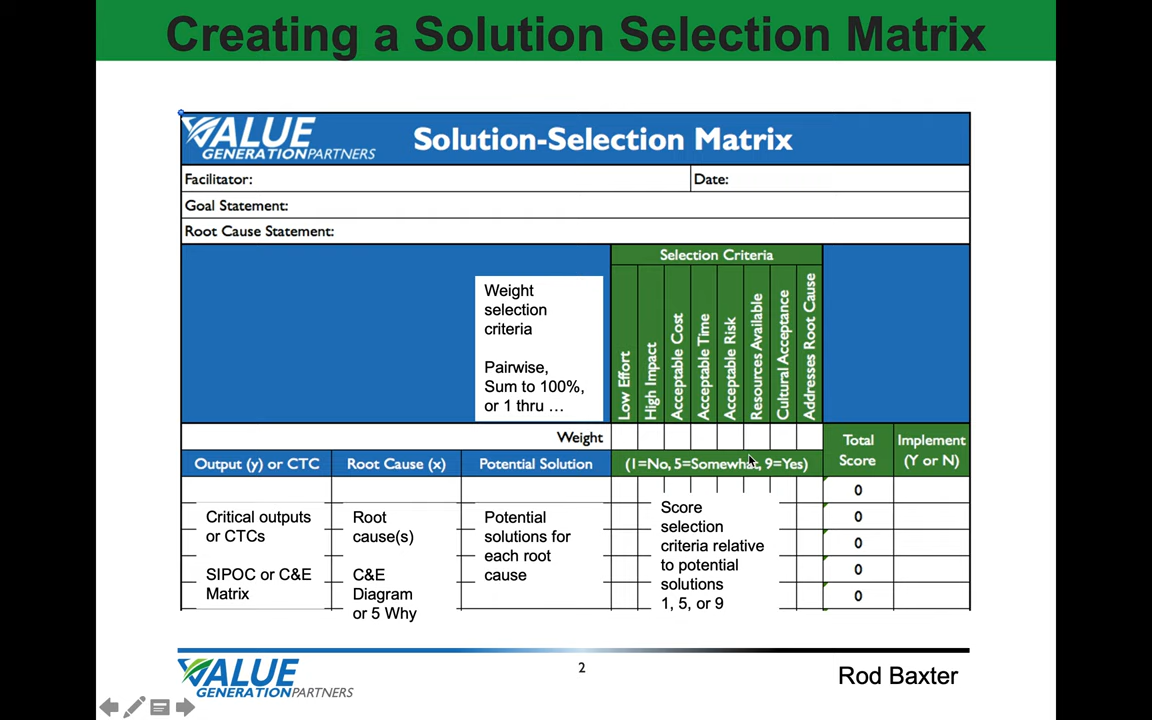 Creating a Solution Selection Matrix
VALUE
GENERATIONPARTNERS
Solution-Selection Matrix
Facilitator:
Date:
Goal Statement:
Root Cause Statement:
Selection Criteria
Weight
selection
criteria
Pairwise,
Sum to 100%,
or 1 thru …
Low Effort
High Impact
Acceptable Cost
Acceptable Time
Acceptable Risk
Resources Available
Cultural Acceptance
Addresses Root Cause
Weight
Total
Score
Implement
(Y or N)
Output (y) or CTC
Root Cause (x)
Potential Solution
(1=No, 5=Somewhat, 9=Yes)
0
0
0
0
0
Critical outputs
or CTCs
SIPOC or C&E
Matrix
Root
cause(s)
C&E
Diagram
or 5 Why
Potential
solutions for
each root
cause
Score
selection
criteria relative
to potential
solutions
1, 5, or 9
VALUE
GENERATIONPARTNERS
2
Rod Baxter